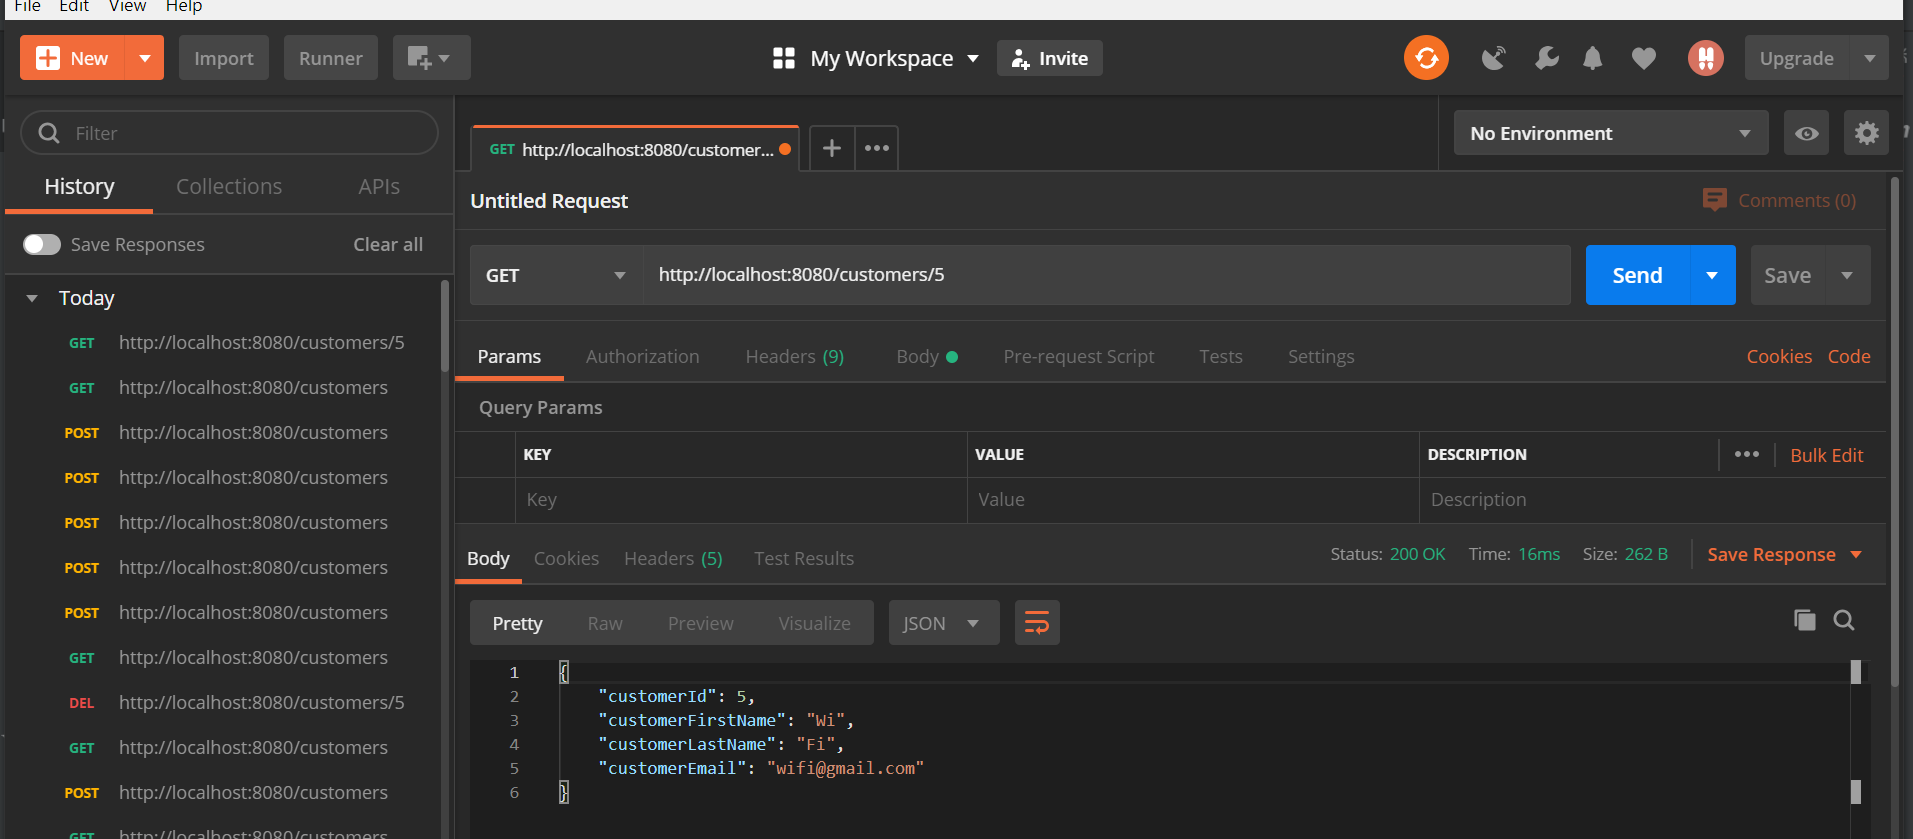 File Edit View Help
New Import Runner My Workspace Invite Upgrade
Filter
History Collections APIs
Save Responses Clear all
Today
GET http://localhost:8080/customers/5
GET http://localhost:8080/customers
POST http://localhost:8080/customers
POST http://localhost:8080/customers
POST http://localhost:8080/customers
POST http://localhost:8080/customers
POST http://localhost:8080/customers
GET http://localhost:8080/customers
DEL http://localhost:8080/customers/5
GET http://localhost:8080/customers
POST http://localhost:8080/customers
GET http://localhost:8080/customers
GET http://localhost:8080/customer...
No Environment
Untitled Request Comments (0)
GET http://localhost:8080/customers/5 Send Save
Params Authorization Headers (9) Body Pre-request Script Tests Settings Cookies Code
Query Params
KEY VALUE DESCRIPTION Bulk Edit
Key Value Description
Body Cookies Headers (5) Test Results Status: 200 OK Time: 16ms Size: 262 B Save Response
Pretty Raw Preview Visualize JSON
1 {
2 "customerId": 5,
3 "customerFirstName": "Wi",
4 "customerLastName": "Fi",
5 "customerEmail": "wifi@gmail.com"
6 }